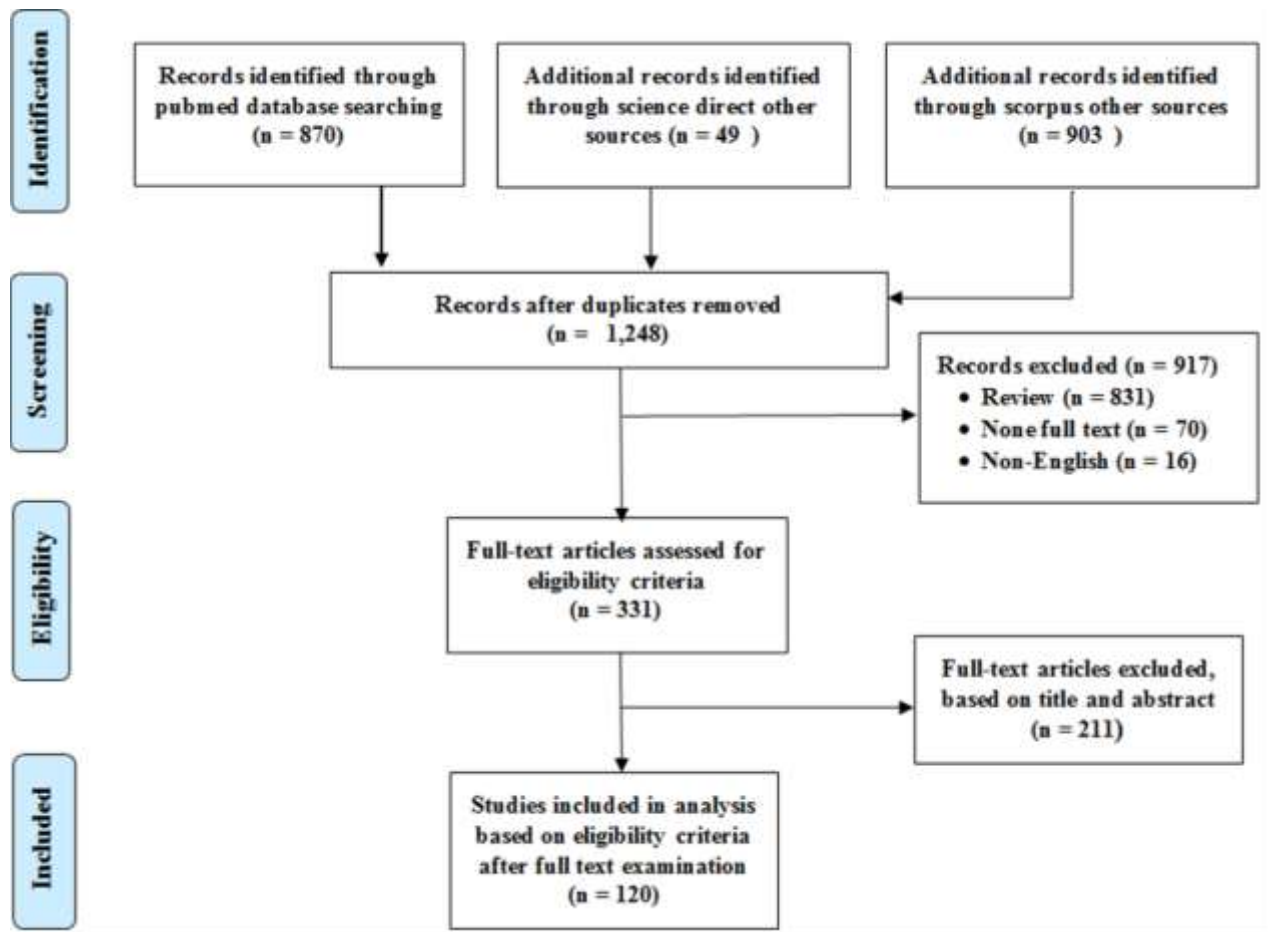 Identification
Records identified through
pubmed database searching
(n = 870)
Additional records identified
through science direct other
sources (n = 49 )
Additional records identified
through scorpus other sources
(n = 903 )
Screening
Records after duplicates removed
(n = 1,248)
Records excluded (n = 917)
• Review (n = 831)
• None full text (n = 70)
• Non-English (n = 16)
Eligibility
Full-text articles assessed for
eligibility criteria
(n = 331)
Full-text articles excluded,
based on title and abstract
(n = 211)
Included
Studies included in analysis
based on eligibility criteria
after full text examination
(n = 120)